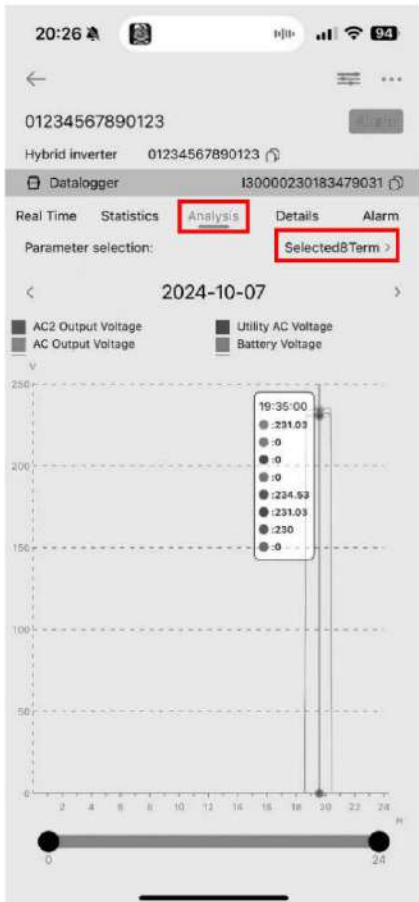 20:26
94
01234567890123
Alarm
Hybrid inverter 01234567890123
Datalogger I30000230183479031
Real Time Statistics Analysis Details Alarm
Parameter selection: Selected8Term >
< 2024-10-07 >
AC2 Output Voltage Utility AC Voltage
AC Output Voltage Battery Voltage
V
250
19:35:00
:231.03
:0
200
:0
:0
:234.53
:231.03
:230
150
:0
100
50
0
2 4 6 8 10 12 14 16 18 20 22 24
H
0 24